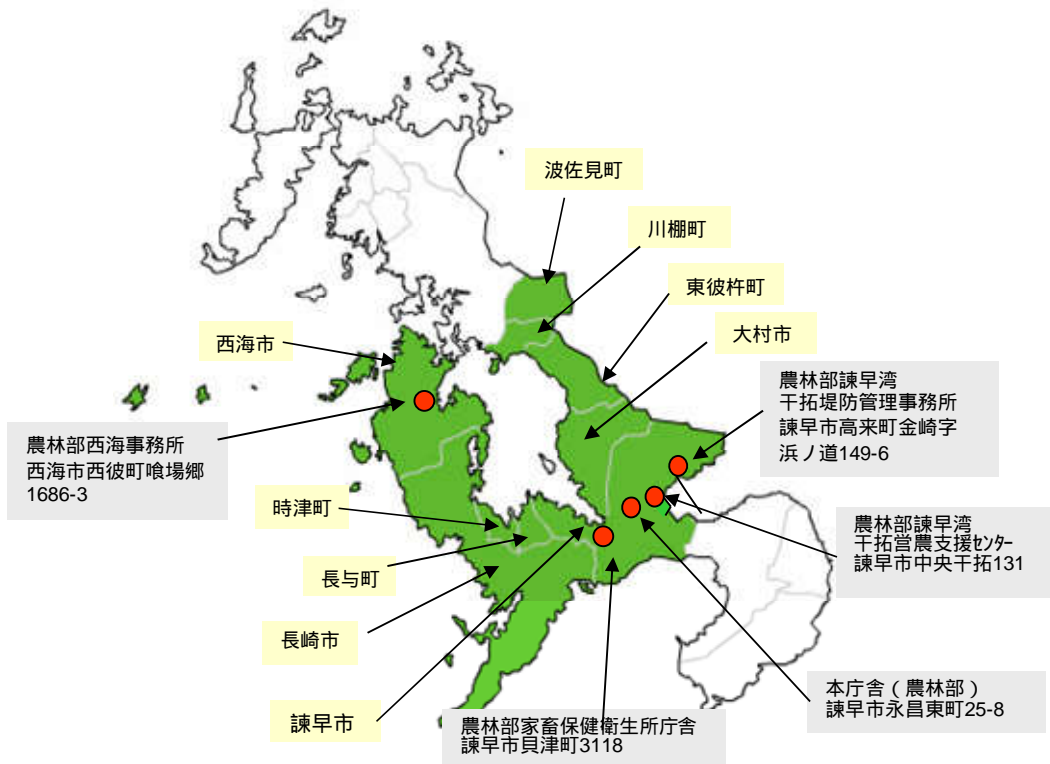 波佐見町
川棚町
東彼杵町
大村市
西海市
農林部諫早湾
干拓堤防管理事務所
諫早市高来町金崎字
浜ノ道149-6
農林部西海事務所
西海市西彼町喰場郷
1686-3
時津町
農林部諫早湾
干拓営農支援ｾﾝﾀｰ
諫早市中央干拓131
長与町
長崎市
本庁舎（農林部）
諫早市永昌東町25-8
諫早市
農林部家畜保健衛生所庁舎
諫早市貝津町3118